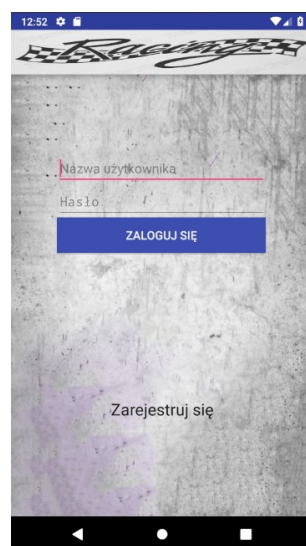 12:52
Racing
Nazwa użytkownika
Hasło
ZALOGUJ SIĘ
Zarejestruj się